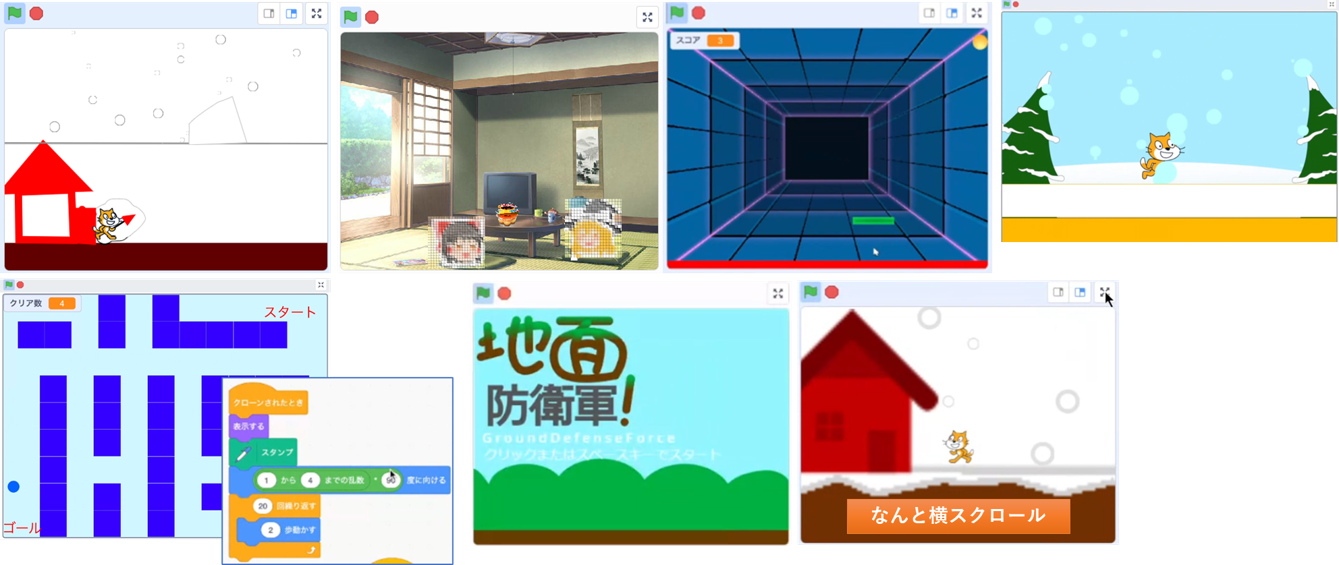 スコア 3
クリア数 4
スタート
ゴール
クローンされたとき
表示する
スタンプ
1 から 4 までの乱数 * 90 度に向ける
20 回繰り返す
2 歩動かす
地面
防衛軍!
GroundDefenseForce
クリックまたはスペースキーでスタート
なんと横スクロール